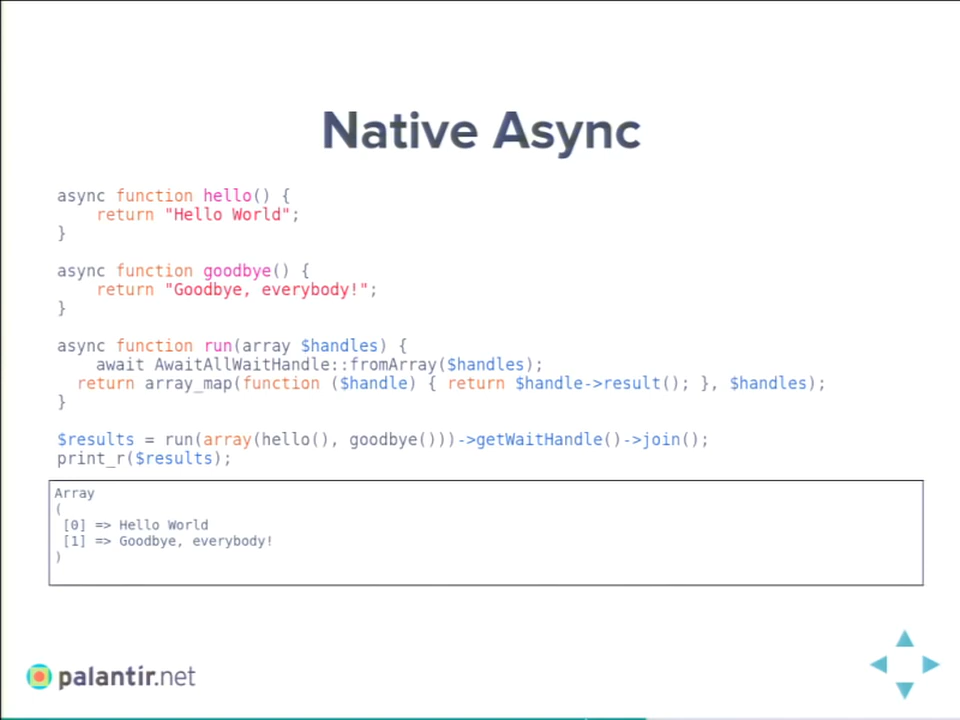 Native Async
async function hello() {
    return "Hello World";
}
async function goodbye() {
    return "Goodbye, everybody!";
}
async function run(array $handles) {
    await AwaitAllWaitHandle::fromArray($handles);
  return array_map(function ($handle) { return $handle->result(); }, $handles);
}
$results = run(array(hello(), goodbye()))->getWaitHandle()->join();
print_r($results);
Array
(
 [0] => Hello World
 [1] => Goodbye, everybody!
)
palantir.net